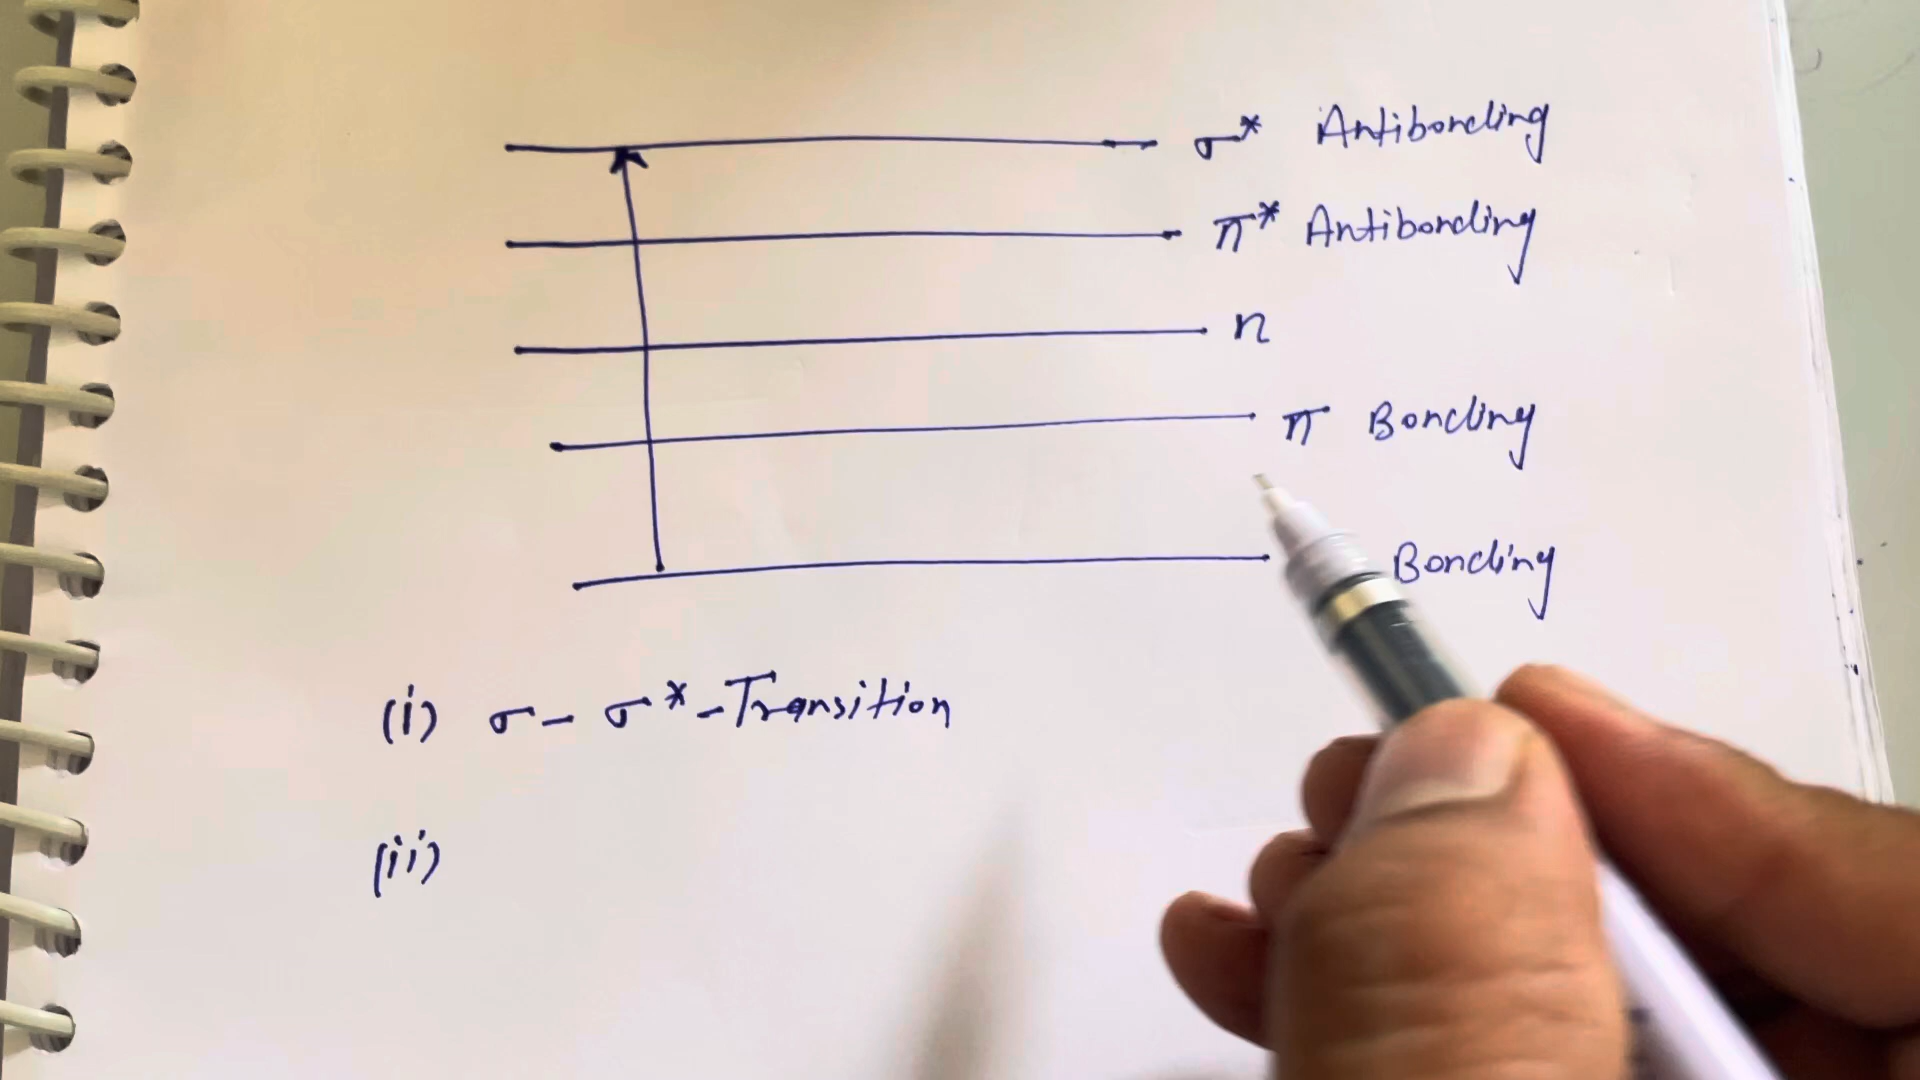 σ* Antibonding
π* Antibonding
n
π Bonding
Bonding
(i) σ - σ* - Transition
(ii)